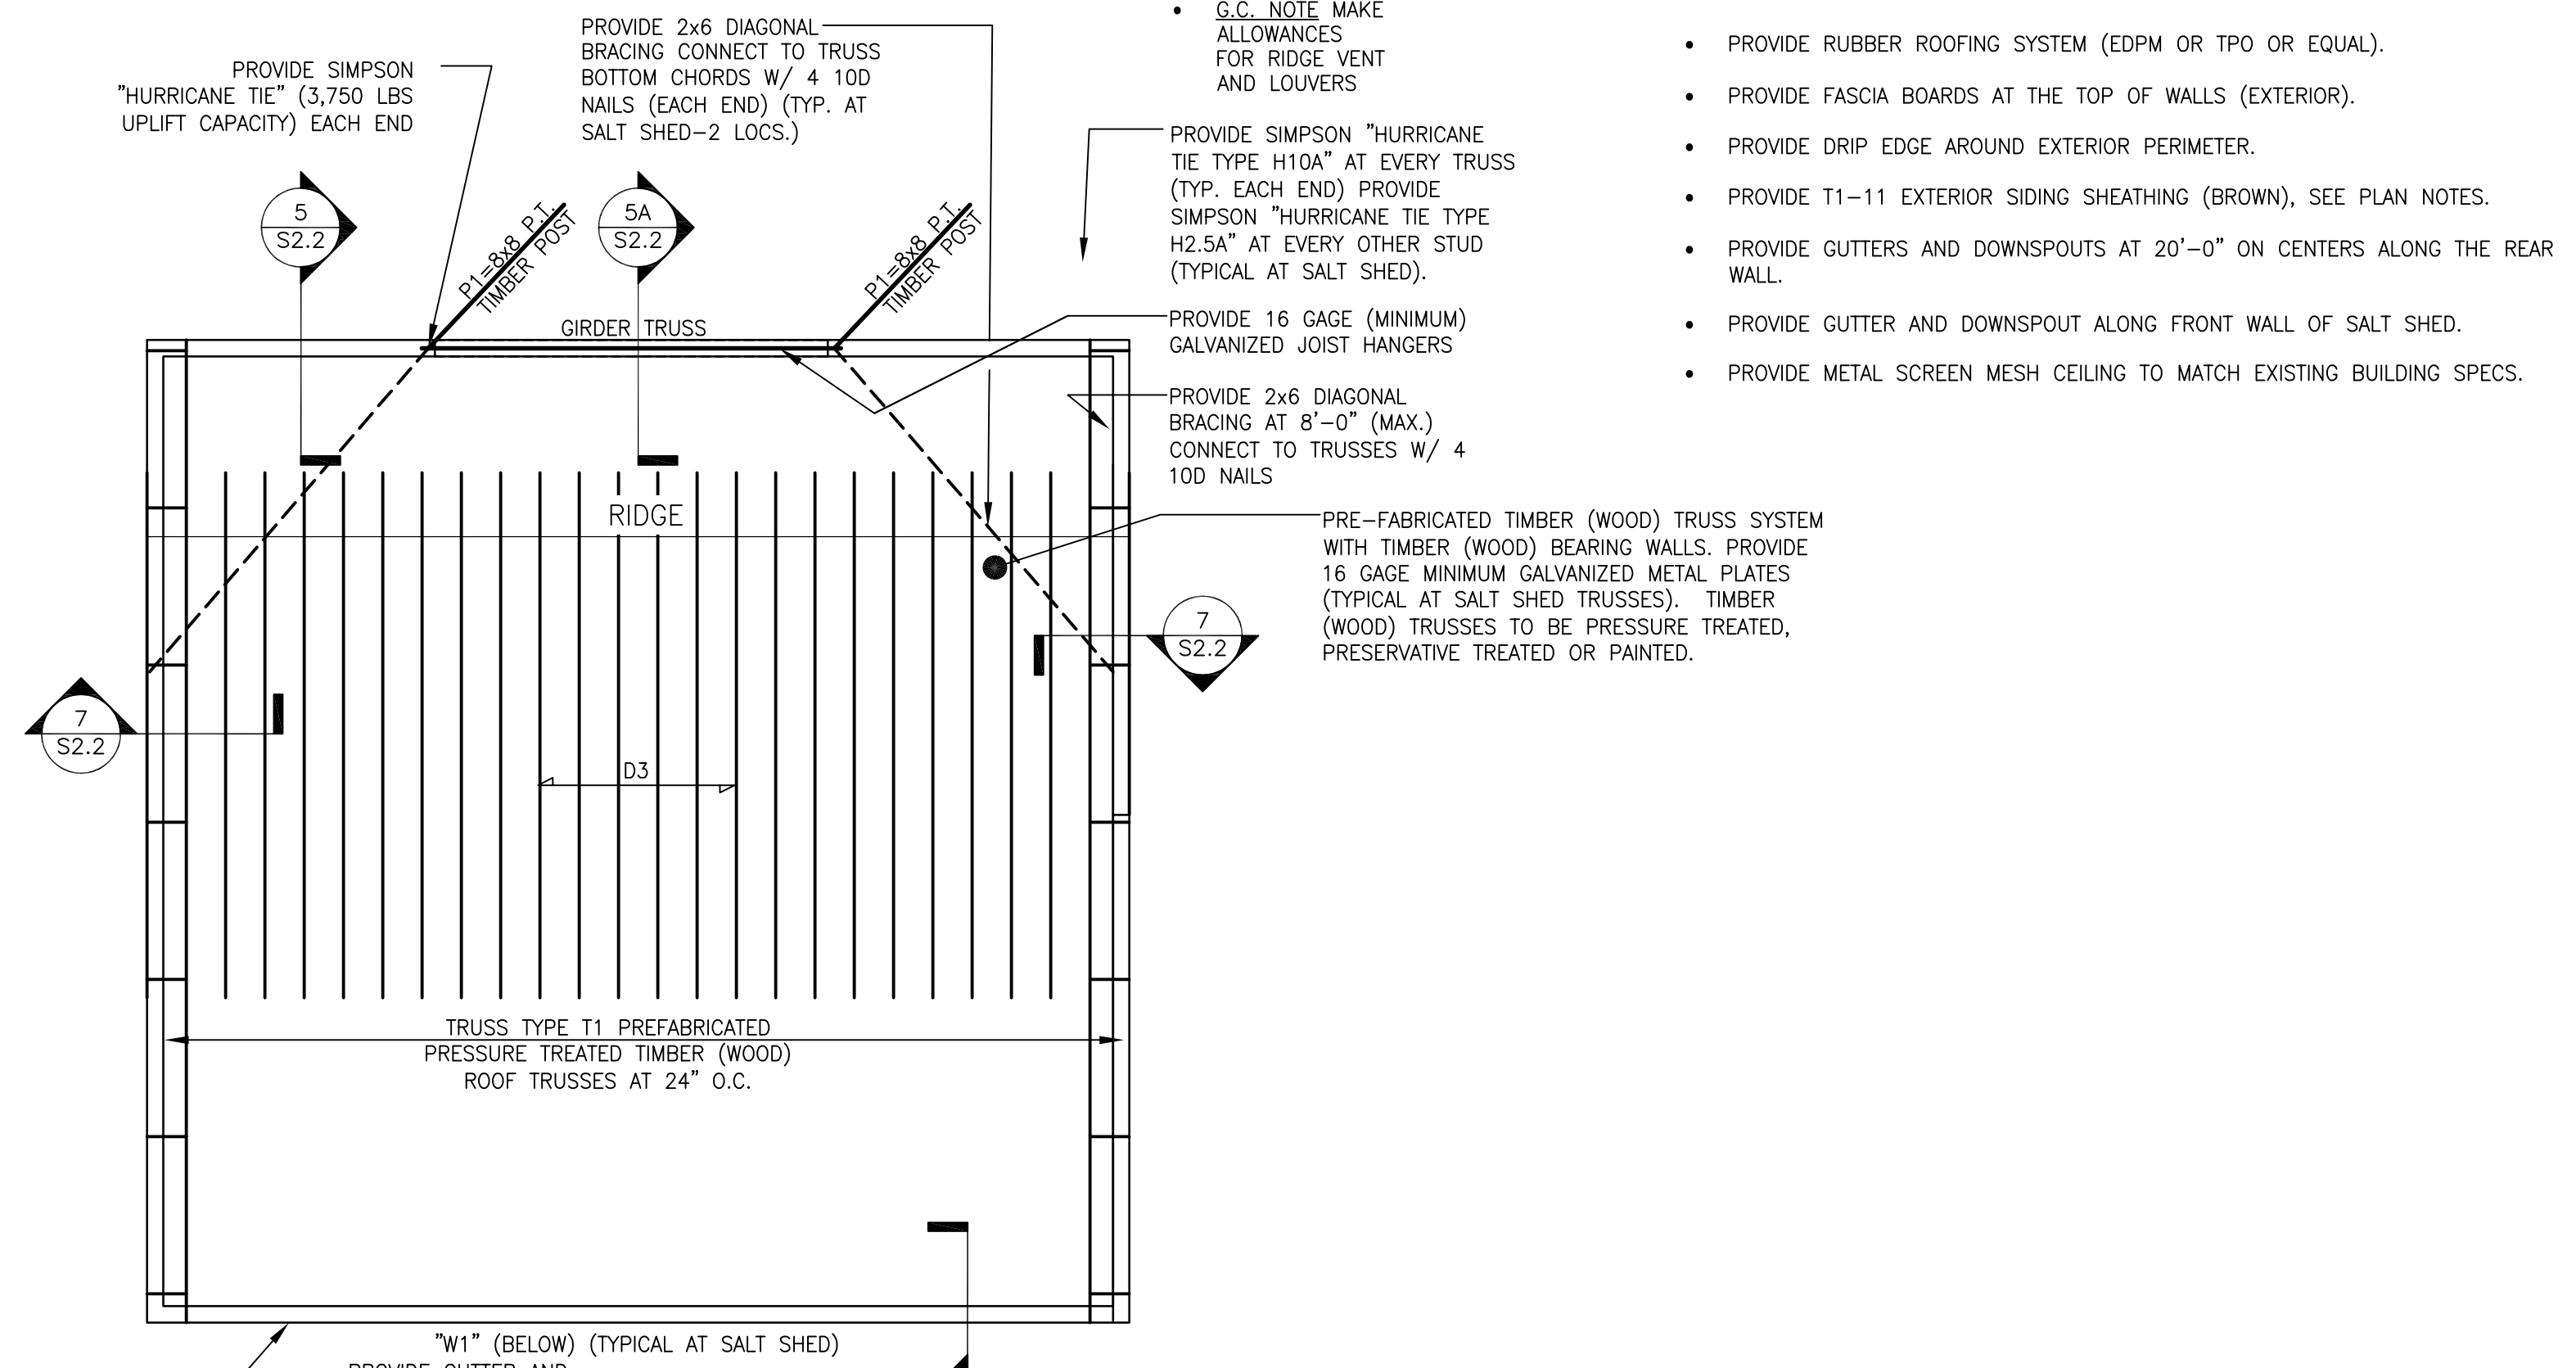 PROVIDE SIMPSON
"HURRICANE TIE" (3,750 LBS
UPLIFT CAPACITY) EACH END
PROVIDE 2x6 DIAGONAL
BRACING CONNECT TO TRUSS
BOTTOM CHORDS W/ 4 10D
NAILS (EACH END) (TYP. AT
SALT SHED-2 LOCS.)
• G.C. NOTE MAKE
ALLOWANCES
FOR RIDGE VENT
AND LOUVERS
PROVIDE SIMPSON "HURRICANE
TIE TYPE H10A" AT EVERY TRUSS
(TYP. EACH END) PROVIDE
SIMPSON "HURRICANE TIE TYPE
H2.5A" AT EVERY OTHER STUD
(TYPICAL AT SALT SHED).
PROVIDE 16 GAGE (MINIMUM)
GALVANIZED JOIST HANGERS
PROVIDE 2x6 DIAGONAL
BRACING AT 8'-0" (MAX.)
CONNECT TO TRUSSES W/ 4
10D NAILS
PRE-FABRICATED TIMBER (WOOD) TRUSS SYSTEM
WITH TIMBER (WOOD) BEARING WALLS. PROVIDE
16 GAGE MINIMUM GALVANIZED METAL PLATES
(TYPICAL AT SALT SHED TRUSSES). TIMBER
(WOOD) TRUSSES TO BE PRESSURE TREATED,
PRESERVATIVE TREATED OR PAINTED.
• PROVIDE RUBBER ROOFING SYSTEM (EDPM OR TPO OR EQUAL).
• PROVIDE FASCIA BOARDS AT THE TOP OF WALLS (EXTERIOR).
• PROVIDE DRIP EDGE AROUND EXTERIOR PERIMETER.
• PROVIDE T1-11 EXTERIOR SIDING SHEATHING (BROWN), SEE PLAN NOTES.
• PROVIDE GUTTERS AND DOWNSPOUTS AT 20'-0" ON CENTERS ALONG THE REAR
WALL.
• PROVIDE GUTTER AND DOWNSPOUT ALONG FRONT WALL OF SALT SHED.
• PROVIDE METAL SCREEN MESH CEILING TO MATCH EXISTING BUILDING SPECS.
5
S2.2
5A
S2.2
P1=8x8 P.T.
TIMBER POST
P1=8x8 P.T.
TIMBER POST
GIRDER TRUSS
RIDGE
7
S2.2
7
S2.2
D3
TRUSS TYPE T1 PREFABRICATED
PRESSURE TREATED TIMBER (WOOD)
ROOF TRUSSES AT 24" O.C.
"W1" (BELOW) (TYPICAL AT SALT SHED)
PROVIDE GUTTER AND